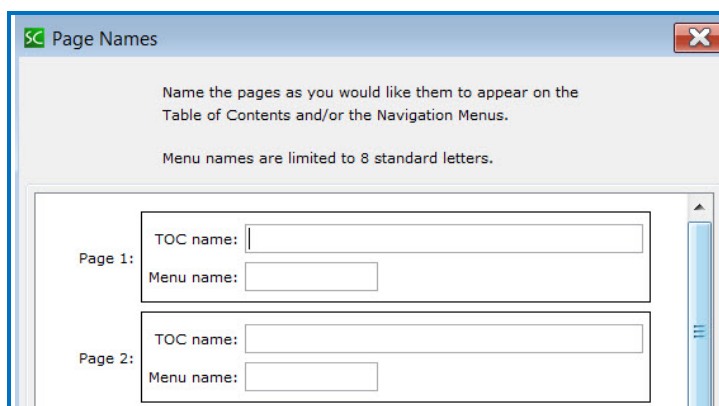 SC Page Names
Name the pages as you would like them to appear on the
Table of Contents and/or the Navigation Menus.
Menu names are limited to 8 standard letters.
Page 1:
TOC name:
Menu name:
Page 2:
TOC name:
Menu name: